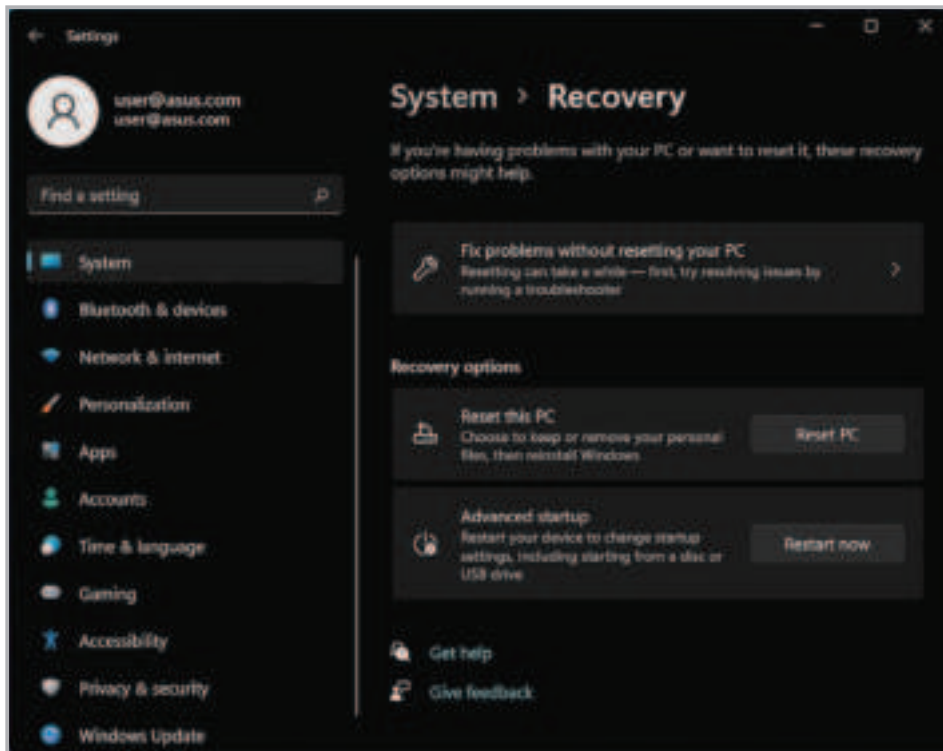 Settings
user@asus.com
user@asus.com
Find a setting
System
Bluetooth & devices
Network & internet
Personalization
Apps
Accounts
Time & language
Gaming
Accessibility
Privacy & security
Windows Update
System > Recovery
If you're having problems with your PC or want to reset it, these recovery
options might help.
Fix problems without resetting your PC
Resetting can take a while — first, try resolving issues by
running a troubleshooter
Recovery options
Reset this PC
Choose to keep or remove your personal
files, then reinstall Windows
Reset PC
Advanced startup
Restart your device to change startup
settings, including starting from a disc or
USB drive
Restart now
Get help
Give feedback